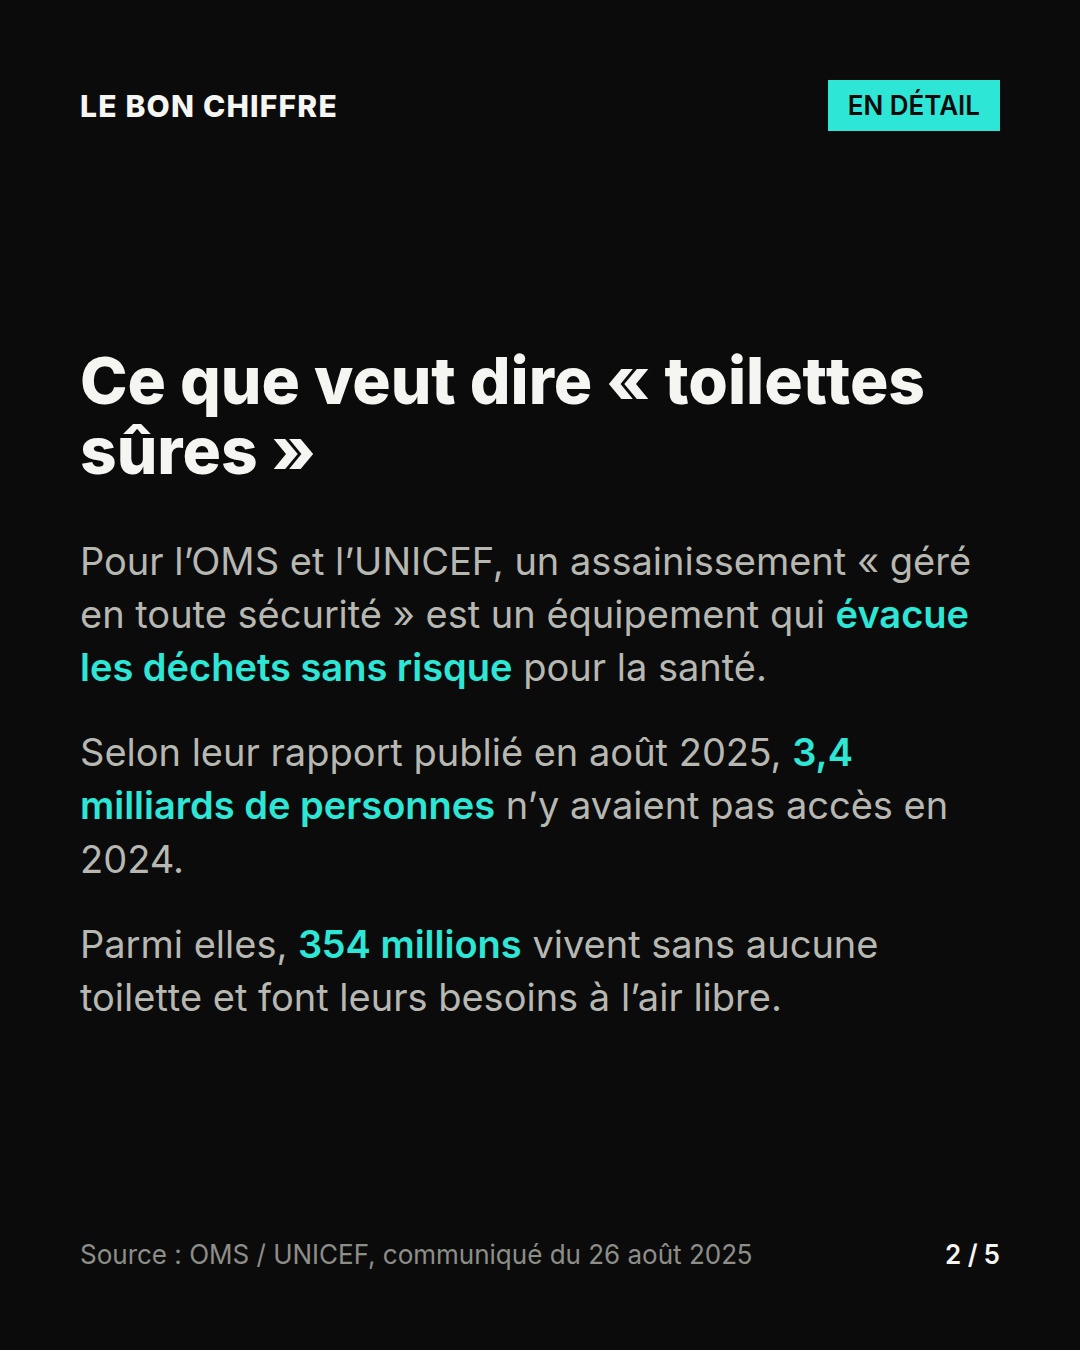 LE BON CHIFFRE
EN DÉTAIL
Ce que veut dire « toilettes
sûres »
Pour l’OMS et l’UNICEF, un assainissement « géré
en toute sécurité » est un équipement qui évacue
les déchets sans risque pour la santé.
Selon leur rapport publié en août 2025, 3,4
milliards de personnes n’y avaient pas accès en
2024.
Parmi elles, 354 millions vivent sans aucune
toilette et font leurs besoins à l’air libre.
Source : OMS / UNICEF, communiqué du 26 août 2025
2 / 5